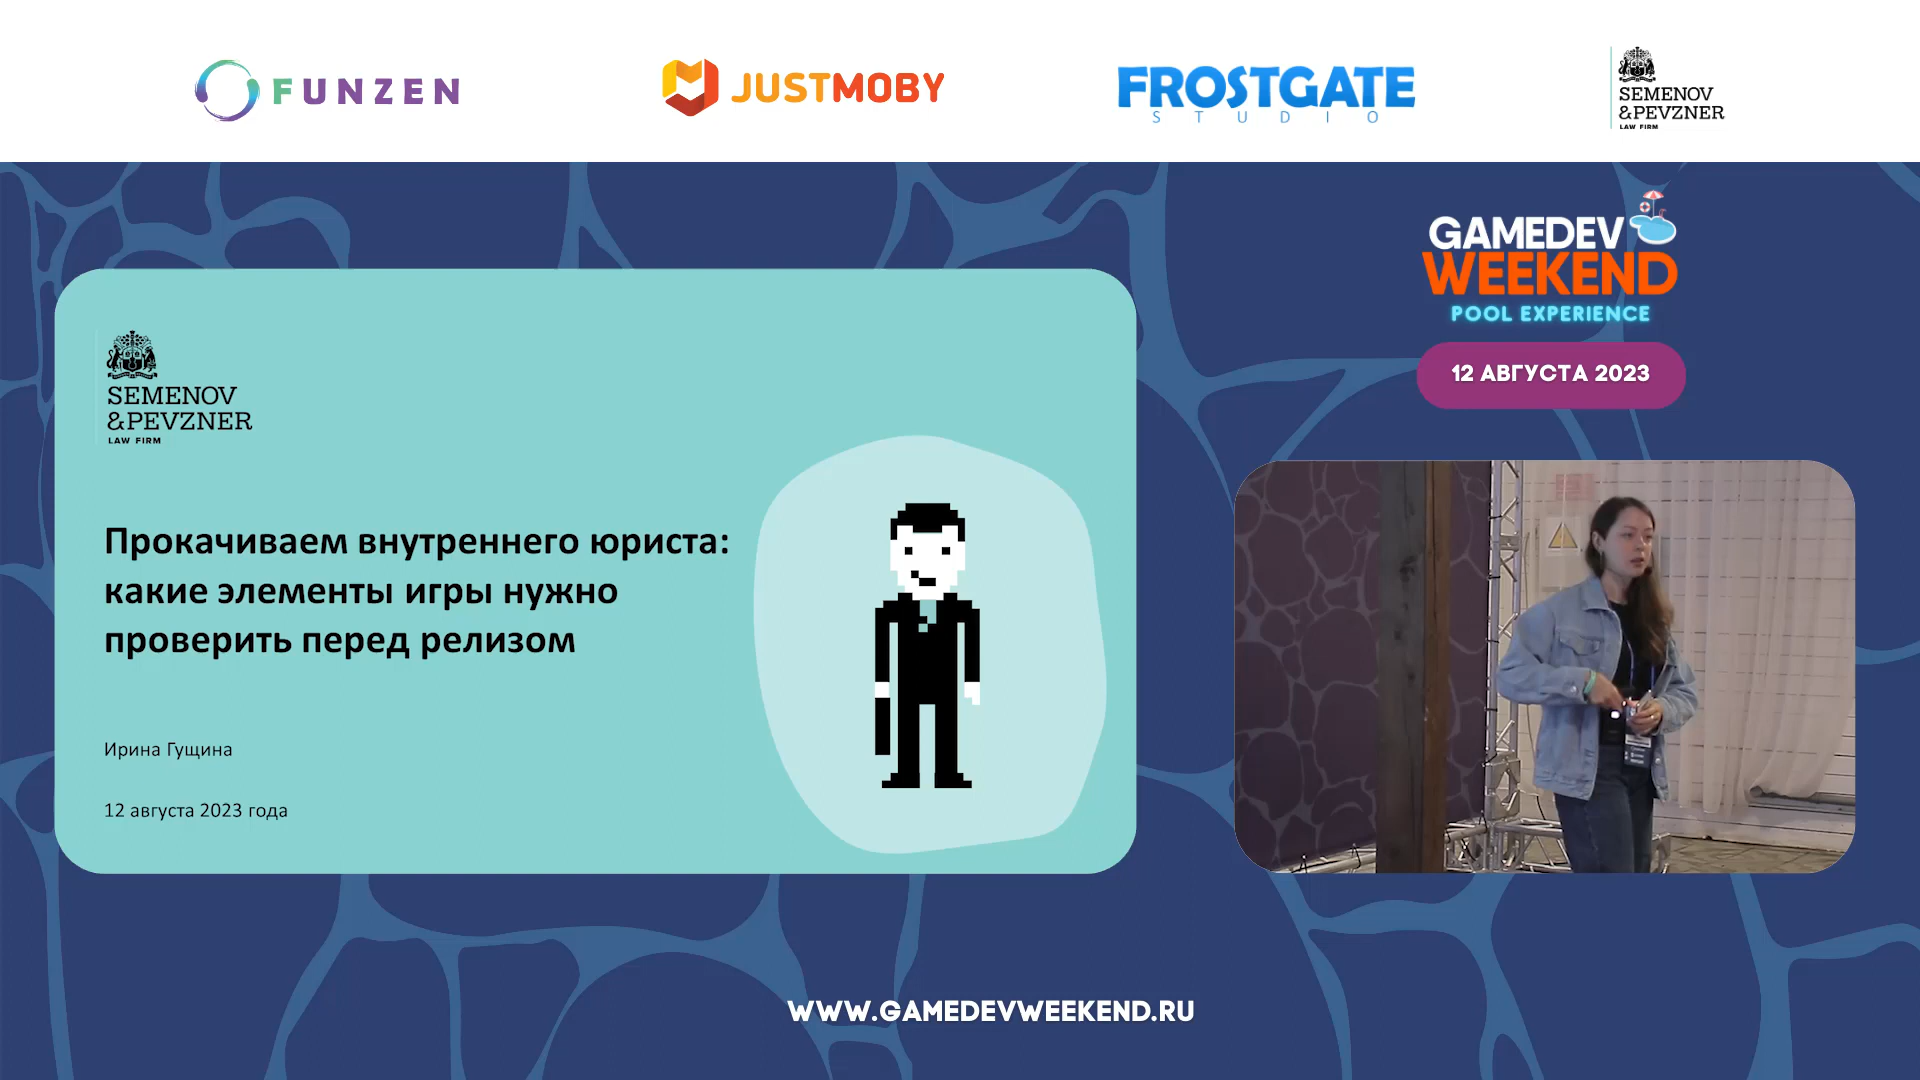 FUNZEN
JUSTMOBY
FROSTGATE
STUDIO
SEMENOV
&PEVZNER
LAW FIRM
GAMEDEV
WEEKEND
POOL EXPERIENCE
12 АВГУСТА 2023
SEMENOV
&PEVZNER
LAW FIRM
Прокачиваем внутреннего юриста:
какие элементы игры нужно
проверить перед релизом
Ирина Гущина
12 августа 2023 года
WWW.GAMEDEVWEEKEND.RU